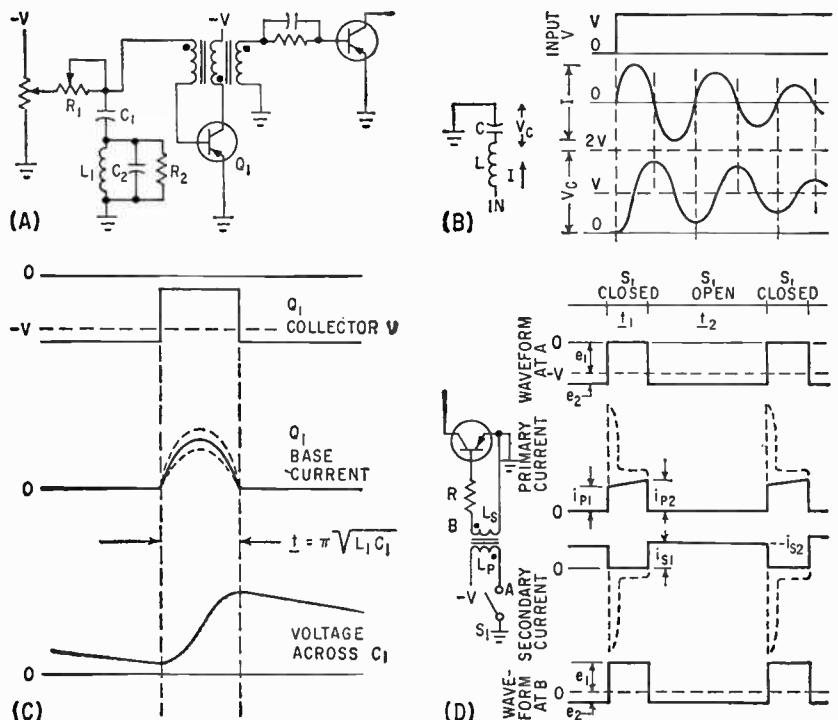 -V
-V
R1
C1
L1
C2
R2
Q1
(A)
INPUT
V
V
0
I
0
2V
C
VC
L
I
IN
VC
V
0
(B)
0
-V
Q1
COLLECTOR V
Q1
BASE
CURRENT
0
t = π√L1C1
VOLTAGE
ACROSS C1
0
(C)
S1
CLOSED
S1
OPEN
S1
CLOSED
t1
t2
WAVEFORM
AT A
0
e1
-V
e2
PRIMARY
CURRENT
iP1
iP2
0
R
B
LS
LP
-V
A
S1
SECONDARY
CURRENT
0
iS1
iS2
WAVE-
FORM
AT B
e1
0
e2
(D)